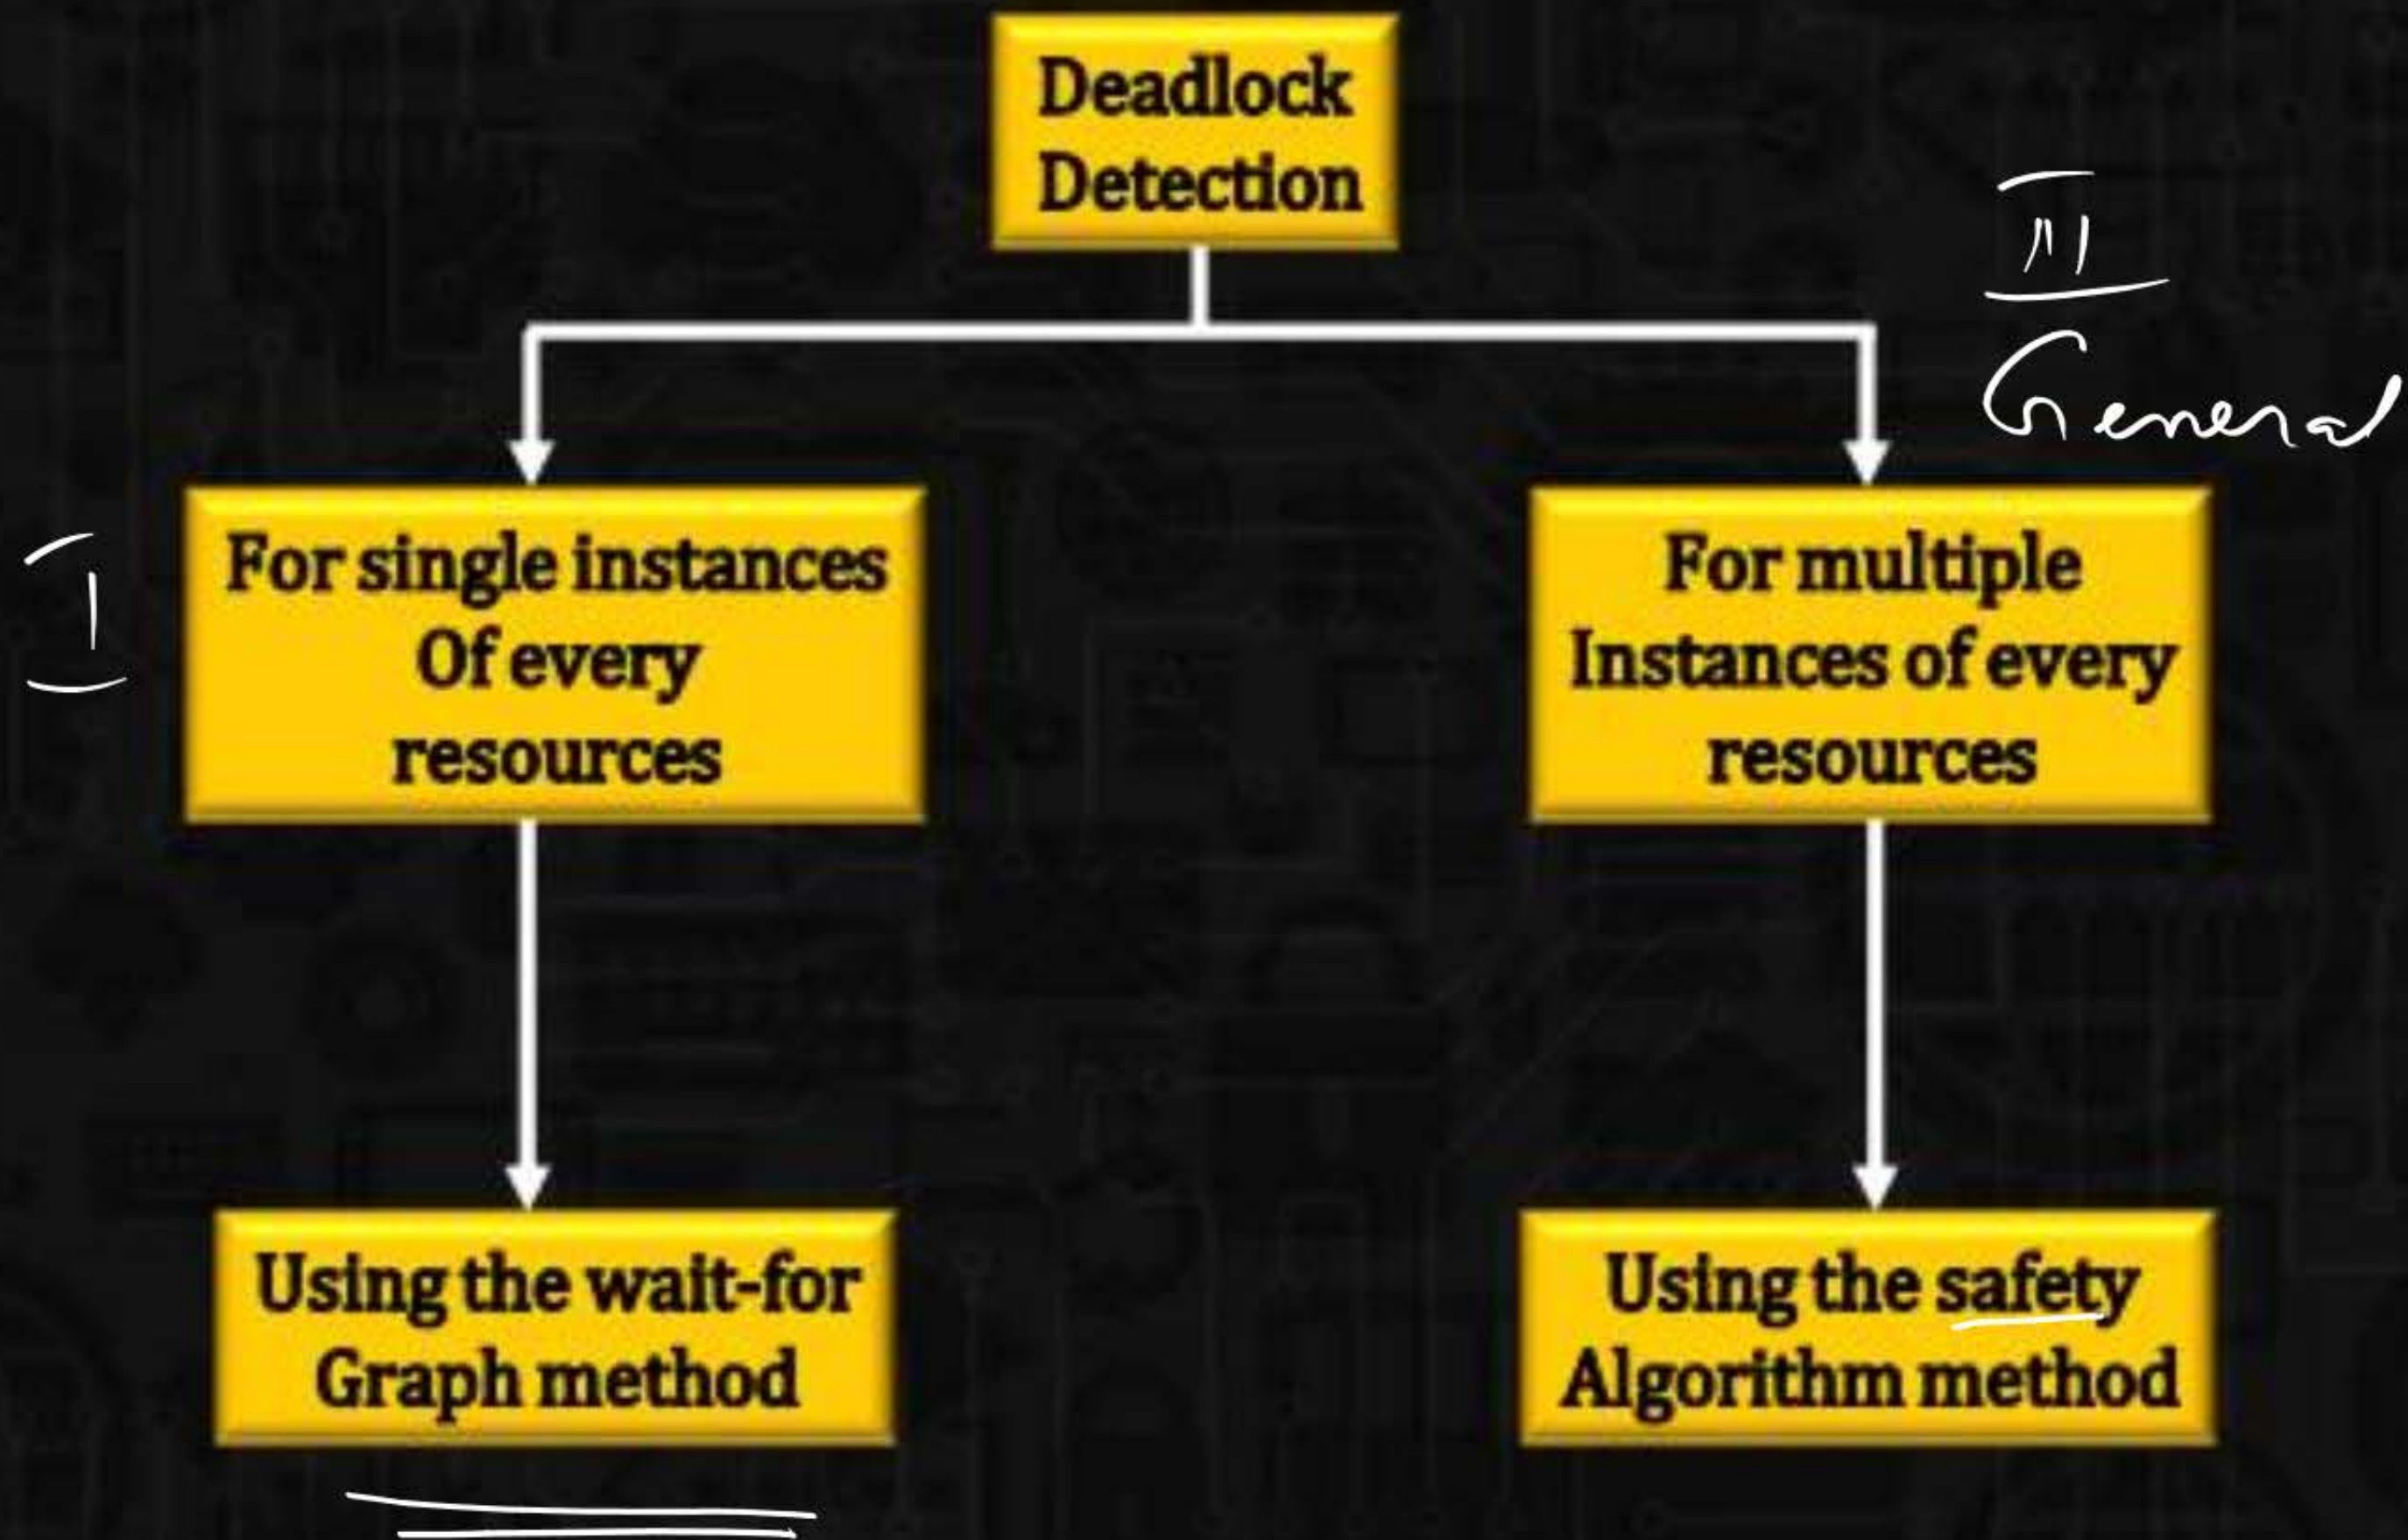 Deadlock
Detection
II
General
I
For single instances
Of every
resources
For multiple
Instances of every
resources
Using the wait-for
Graph method
Using the safety
Algorithm method